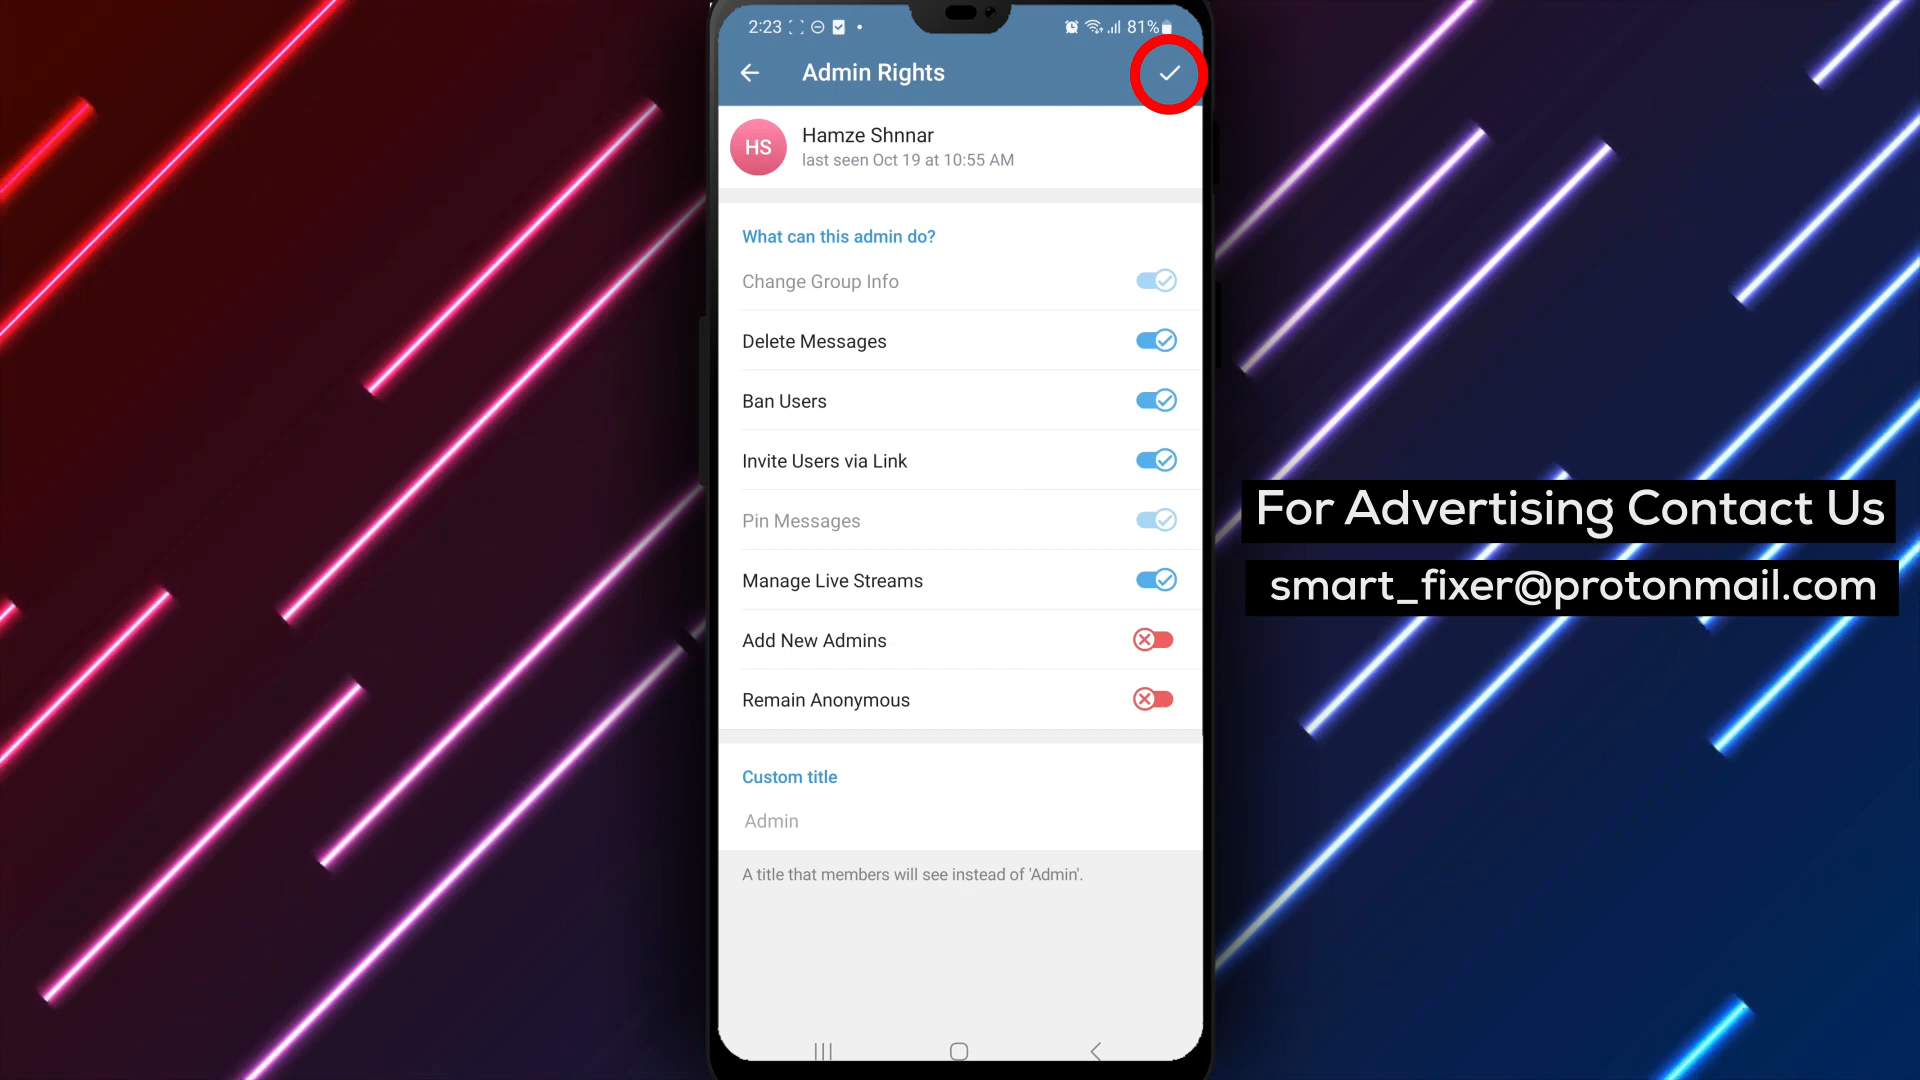 2:23
81%
Admin Rights
HS
Hamze Shnnar
last seen Oct 19 at 10:55 AM
What can this admin do?
Change Group Info
Delete Messages
Ban Users
Invite Users via Link
Pin Messages
Manage Live Streams
Add New Admins
Remain Anonymous
Custom title
Admin
A title that members will see instead of 'Admin'.
For Advertising Contact Us
smart_fixer@protonmail.com